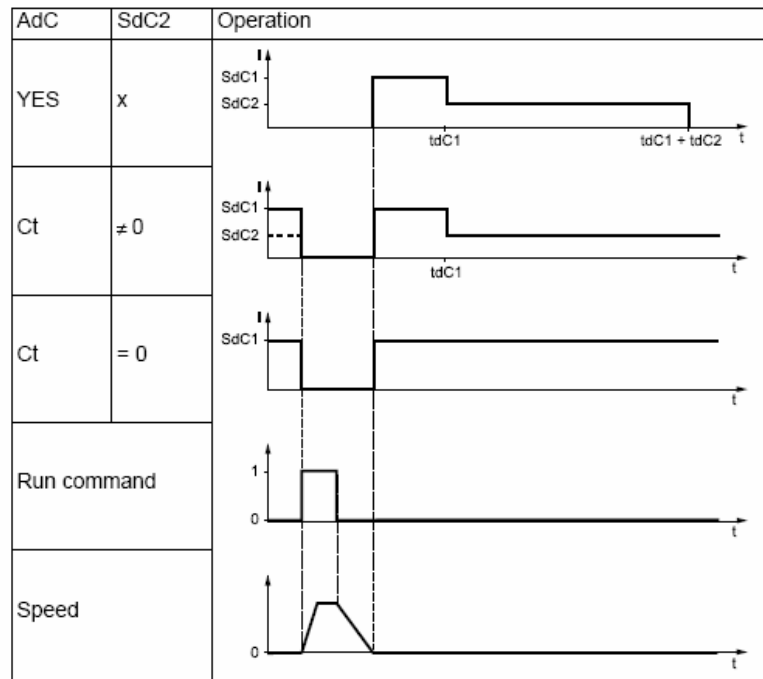 AdC SdC2 Operation
YES x
I
SdC1
SdC2
tdC1 tdC1 + tdC2 t
Ct ≠ 0
I
SdC1
SdC2
tdC1 t
Ct = 0
I
SdC1
t
Run command
1
0
t
Speed
0
t